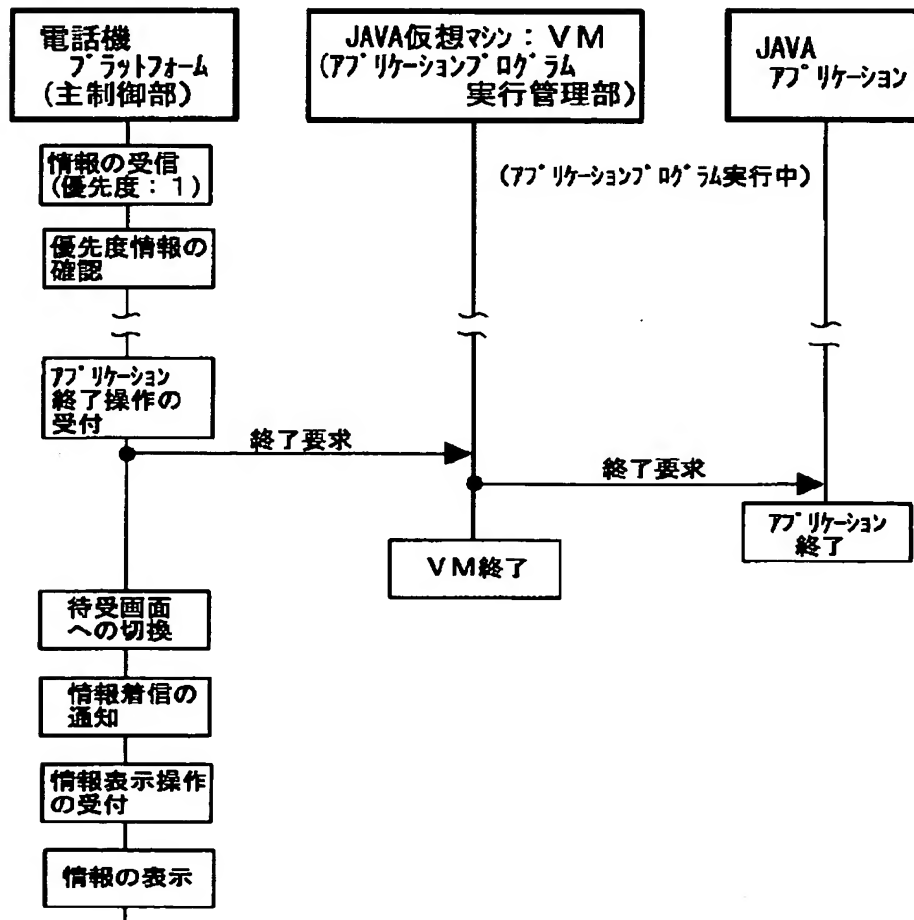 電話機
プラットフォーム
(主制御部)
JAVA仮想マシン：ＶＭ
(アプリケーションプログラム
実行管理部)
JAVA
アプリケーション
情報の受信
(優先度：１)
(アプリケーションプログラム実行中)
優先度情報の
確認
アプリケーション
終了操作の
受付
終了要求
終了要求
アプリケーション
終了
ＶＭ終了
待受画面
への切換
情報着信の
通知
情報表示操作
の受付
情報の表示